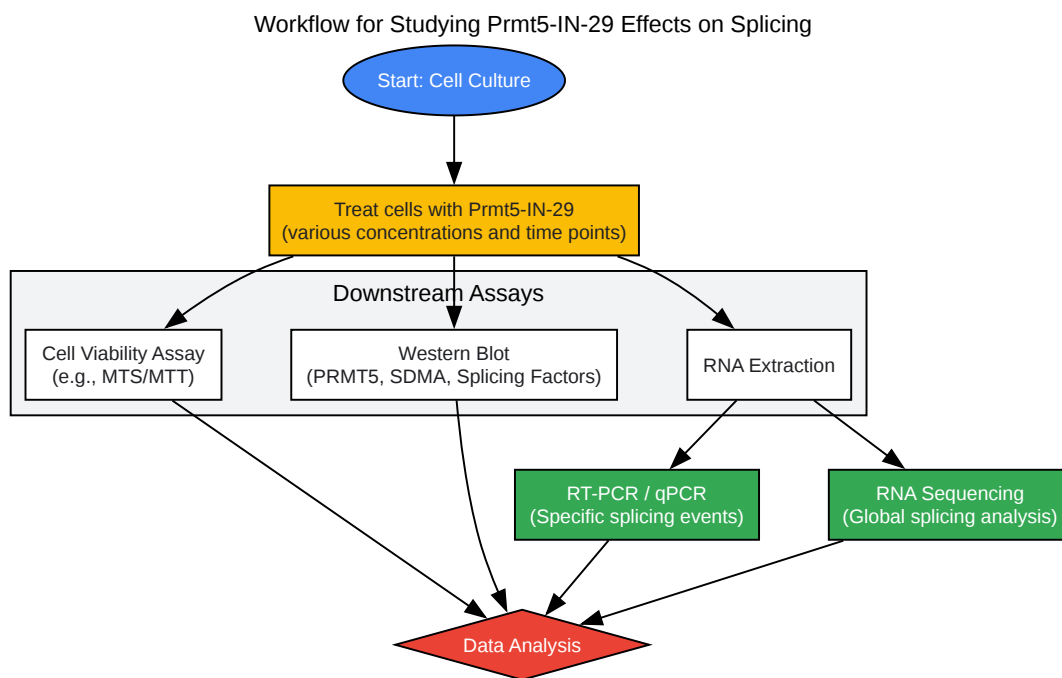 Workflow for Studying Prmt5-IN-29 Effects on Splicing
Start: Cell Culture
Treat cells with Prmt5-IN-29
(various concentrations and time points)
Downstream Assays
Cell Viability Assay
(e.g., MTS/MTT)
Western Blot
(PRMT5, SDMA, Splicing Factors)
RNA Extraction
RT-PCR / qPCR
(Specific splicing events)
RNA Sequencing
(Global splicing analysis)
Data Analysis